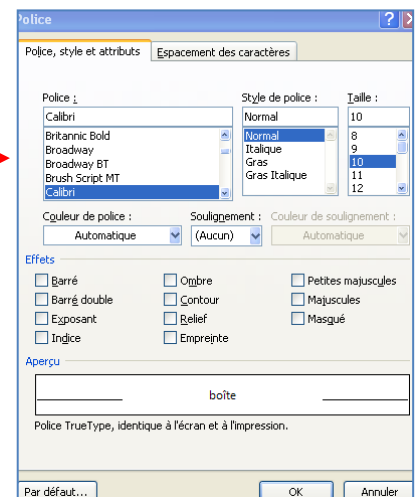 Police
Police, style et attributs Espacement des caractères
Police : Style de police : Taille :
Calibri Normal 10
Britannic Bold Normal 8
Broadway Italique 9
Broadway BT Gras 10
Brush Script MT Gras Italique 11
Calibri 12
Couleur de police : Soulignement : Couleur de soulignement :
Automatique (Aucun) Automatique
Effets
Barré Ombre Petites majuscules
Barré double Contour Majuscules
Exposant Relief Masqué
Indice Empreinte
Aperçu
boîte
Police TrueType, identique à l'écran et à l'impression.
Par défaut... OK Annuler